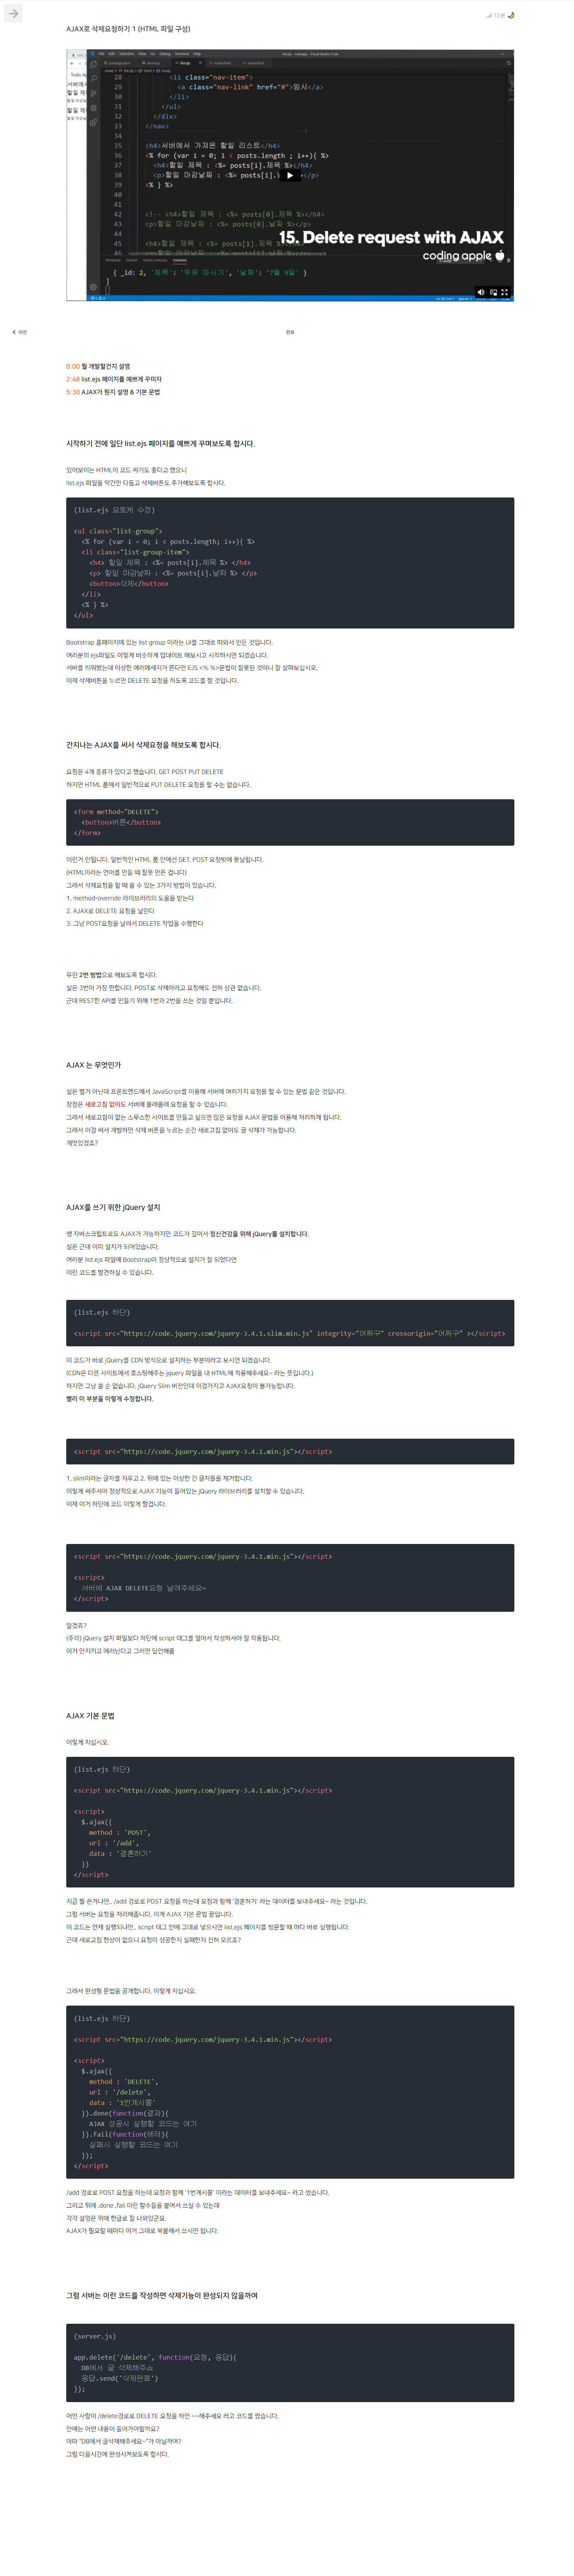 13분
AJAX로 삭제요청하기 1 (HTML 파일 구성)
28 <li class="nav-item">
29 <a class="nav-link" href="#">임시</a>
30 </li>
31 </ul>
32 </div>
33 </nav>
34
35 <h4>서버에서 가져온 할일 리스트</h4>
36 <% for (var i = 0; i < posts.length; i++){ %>
37 <h4>할일 제목 : <%= posts[i].제목 %></h4>
38 <p>할일 마감날짜 : <%= posts[i].
39 <% } %>
40
41
42 <!-- <h4>할일 제목 : <%= posts[0].제목 %></h4>
43 <p>할일 마감날짜 : <%= posts[0].날짜 %></p>
44
15. Delete request with AJAX
coding apple
{ _id: 2, '제목': '우유 마시기', '날짜': '7월 9일' }
이전
완료
0:00 뭘 개발할건지 설명
2:48 list.ejs 페이지를 예쁘게 꾸미자
5:30 AJAX가 뭔지 설명 & 기본 문법
시작하기 전에 일단 list.ejs 페이지를 예쁘게 꾸며보도록 합시다.
있어보이는 HTML이 코드 짜기도 좋다고 했으니
list.ejs 파일을 약간만 다듬고 삭제버튼도 추가해보도록 합시다.
(list.ejs 요로케 수정)
<ul class="list-group">
<% for (var i = 0; i < posts.length; i++){ %>
<li class="list-group-item">
<h4> 할일 제목 : <%= posts[i].제목 %> </h4>
<p> 할일 마감날짜 : <%= posts[i].날짜 %> </p>
<button>삭제</button>
</li>
<% } %>
</ul>
Bootstrap 홈페이지에 있는 list group 이라는 UI를 그대로 따와서 만든 것입니다.
여러분의 ejs파일도 이렇게 비슷하게 업데이트 해보시고 시작하시면 되겠습니다.
서버를 띄워봤는데 이상한 에러메세지가 뜬다면 EJS <% %>문법이 잘못된 것이니 잘 살펴보십시오.
이제 삭제버튼을 누르면 DELETE 요청을 하도록 코드를 짤 것입니다.
간지나는 AJAX를 써서 삭제요청을 해보도록 합시다.
요청은 4개 종류가 있다고 했습니다. GET POST PUT DELETE
하지만 HTML 폼에서 일반적으로 PUT DELETE 요청을 할 수는 없습니다.
<form method="DELETE">
<button>버튼</button>
</form>
이런거 안됩니다. 일반적인 HTML 폼 안에선 GET, POST 요청밖에 못날립니다.
(HTML이라는 언어를 만들 때 잘못 만든 겁니다)
그래서 삭제요청을 할 때 쓸 수 있는 3가지 방법이 있습니다.
1. method-override 라이브러리의 도움을 받는다
2. AJAX로 DELETE 요청을 날린다
3. 그냥 POST요청을 날려서 DELETE 작업을 수행한다
우린 2번 방법으로 해보도록 합시다.
실은 3번이 가장 편합니다. POST로 삭제하라고 요청해도 전혀 상관 없습니다.
근데 REST한 API를 만들기 위해 1번과 2번을 쓰는 것일 뿐입니다.
AJAX 는 무엇인가
실은 별거 아닌데 프론트엔드에서 JavaScript를 이용해 서버에 여러가지 요청을 할 수 있는 문법 같은 것입니다.
장점은 새로고침 없이도 서버에 몰래몰래 요청을 할 수 있습니다.
그래서 새로고침이 없는 스무스한 사이트를 만들고 싶으면 많은 요청을 AJAX 문법을 이용해 처리하게 됩니다.
그래서 이걸 써서 개발하면 삭제 버튼을 누르는 순간 새로고침 없이도 글 삭제가 가능합니다.
개멋있겠죠?
AJAX를 쓰기 위한 jQuery 설치
쌩 자바스크립트로도 AJAX가 가능하지만 코드가 길어서 정신건강을 위해 jQuery를 설치합니다.
실은 근데 이미 설치가 되어있습니다.
여러분 list.ejs 파일에 Bootstrap이 정상적으로 설치가 잘 되었다면
이런 코드를 발견하실 수 있습니다.
(list.ejs 하단)
<script src="https://code.jquery.com/jquery-3.4.1.slim.min.js" integrity="어쩌구" crossorigin="어쩌구" ></script>
이 코드가 바로 jQuery를 CDN 방식으로 설치하는 부분이라고 보시면 되겠습니다.
(CDN은 다른 사이트에서 호스팅해주는 jquery 파일을 내 HTML에 적용해주세요~ 라는 뜻입니다.)
하지만 그냥 쓸 순 없습니다. jQuery Slim 버전인데 이걸가지고 AJAX요청이 불가능합니다.
빨리 이 부분을 이렇게 수정합니다.
<script src="https://code.jquery.com/jquery-3.4.1.min.js"></script>
1. slim이라는 글자를 지우고 2. 뒤에 있는 이상한 긴 글자들을 제거합니다.
이렇게 써주셔야 정상적으로 AJAX 기능이 들어있는 jQuery 라이브러리를 설치할 수 있습니다.
이제 이거 하단에 코드 이렇게 짤겁니다.
<script src="https://code.jquery.com/jquery-3.4.1.min.js"></script>
<script>
서버에 AJAX DELETE요청 날려주세요~
</script>
알겠쥬?
(주의) jQuery 설치 파일보다 하단에 script 태그를 열어서 작성하셔야 잘 작동됩니다.
이거 안지키고 에러난다고 그러면 답안해줌
AJAX 기본 문법
이렇게 치십시오.
(list.ejs 하단)
<script src="https://code.jquery.com/jquery-3.4.1.min.js"></script>
<script>
$.ajax({
method : 'POST',
url : '/add',
data : '결혼하기'
})
</script>
지금 뭘 쓴거냐면.. /add 경로로 POST 요청을 하는데 요청과 함께 '결혼하기' 라는 데이터를 보내주세요~ 라는 것입니다.
그럼 서버는 요청을 처리해줍니다. 이게 AJAX 기본 문법 끝입니다.
이 코드는 언제 실행되냐면.. script 태그 안에 그대로 넣으시면 list.ejs 페이지를 방문할 때 마다 바로 실행됩니다.
근데 새로고침 현상이 없으니 요청이 성공한지 실패한지 전혀 모르죠?
그래서 완성형 문법을 공개합니다. 이렇게 치십시오.
(list.ejs 하단)
<script src="https://code.jquery.com/jquery-3.4.1.min.js"></script>
<script>
$.ajax({
method : 'DELETE',
url : '/delete',
data : '1번게시물'
}).done(function(결과){
AJAX 성공시 실행할 코드는 여기
}).fail(function(에러){
실패시 실행할 코드는 여기
});
</script>
/add 경로로 POST 요청을 하는데 요청과 함께 '1번게시물' 이라는 데이터를 보내주세요~ 라고 썼습니다.
그리고 뒤에 .done .fail 이런 함수들을 붙여서 쓰실 수 있는데
각각 설명은 위에 한글로 잘 나와있군요.
AJAX가 필요할 때마다 이거 그대로 복붙해서 쓰시면 됩니다.
그럼 서버는 이런 코드를 작성하면 삭제기능이 완성되지 않을까여
(server.js)
app.delete('/delete', function(요청, 응답){
DB에서 글 삭제해주쇼
응답.send('삭제완료')
});
어떤 사람이 /delete경로로 DELETE 요청을 하면 ~~해주세요 라고 코드를 짰습니다.
안에는 어떤 내용이 들어가야할까요?
아마 "DB에서 글삭제해주세요~"가 아닐까여?
그럼 다음시간에 완성시켜보도록 합시다.